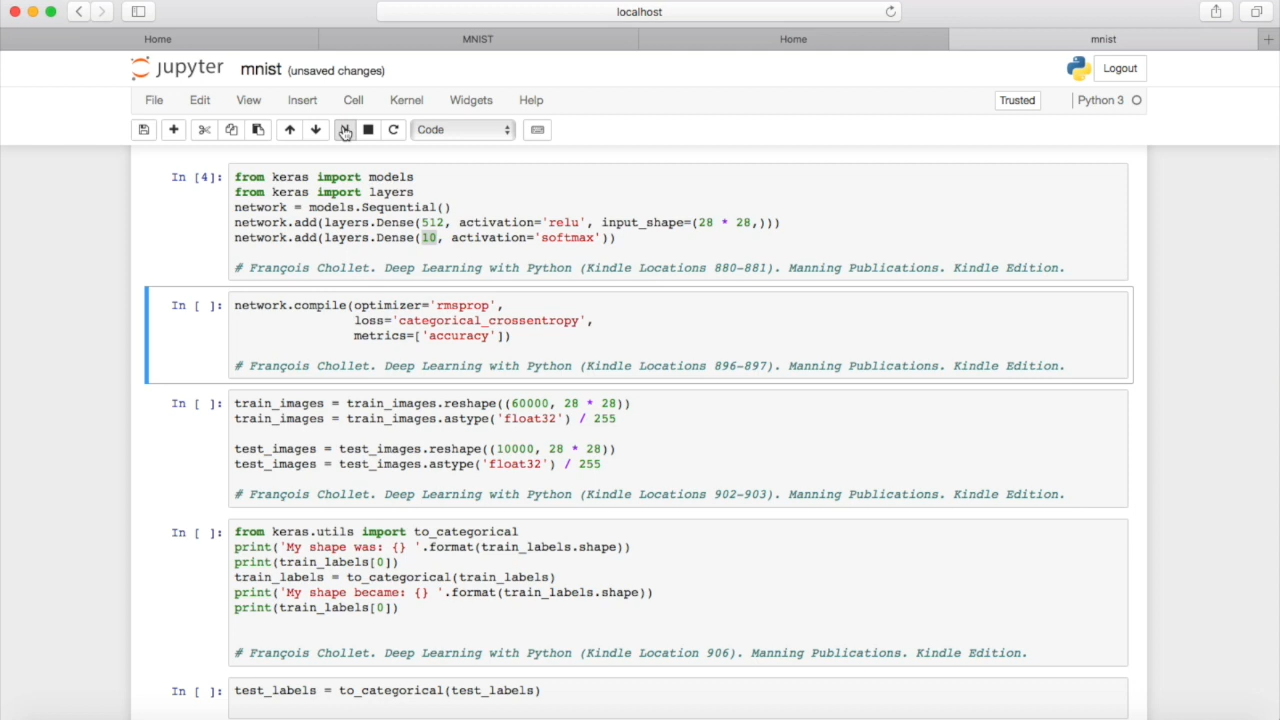 localhost
Home MNIST Home mnist
jupyter mnist (unsaved changes) Logout
File Edit View Insert Cell Kernel Widgets Help Trusted Python 3
Code
In [4]: from keras import models
from keras import layers
network = models.Sequential()
network.add(layers.Dense(512, activation='relu', input_shape=(28 * 28,)))
network.add(layers.Dense(10, activation='softmax'))
# François Chollet. Deep Learning with Python (Kindle Locations 880-881). Manning Publications. Kindle Edition.
In [ ]: network.compile(optimizer='rmsprop',
loss='categorical_crossentropy',
metrics=['accuracy'])
# François Chollet. Deep Learning with Python (Kindle Locations 896-897). Manning Publications. Kindle Edition.
In [ ]: train_images = train_images.reshape((60000, 28 * 28))
train_images = train_images.astype('float32') / 255
test_images = test_images.reshape((10000, 28 * 28))
test_images = test_images.astype('float32') / 255
# François Chollet. Deep Learning with Python (Kindle Locations 902-903). Manning Publications. Kindle Edition.
In [ ]: from keras.utils import to_categorical
print('My shape was: {} '.format(train_labels.shape))
print(train_labels[0])
train_labels = to_categorical(train_labels)
print('My shape became: {} '.format(train_labels.shape))
print(train_labels[0])
# François Chollet. Deep Learning with Python (Kindle Location 906). Manning Publications. Kindle Edition.
In [ ]: test_labels = to_categorical(test_labels)